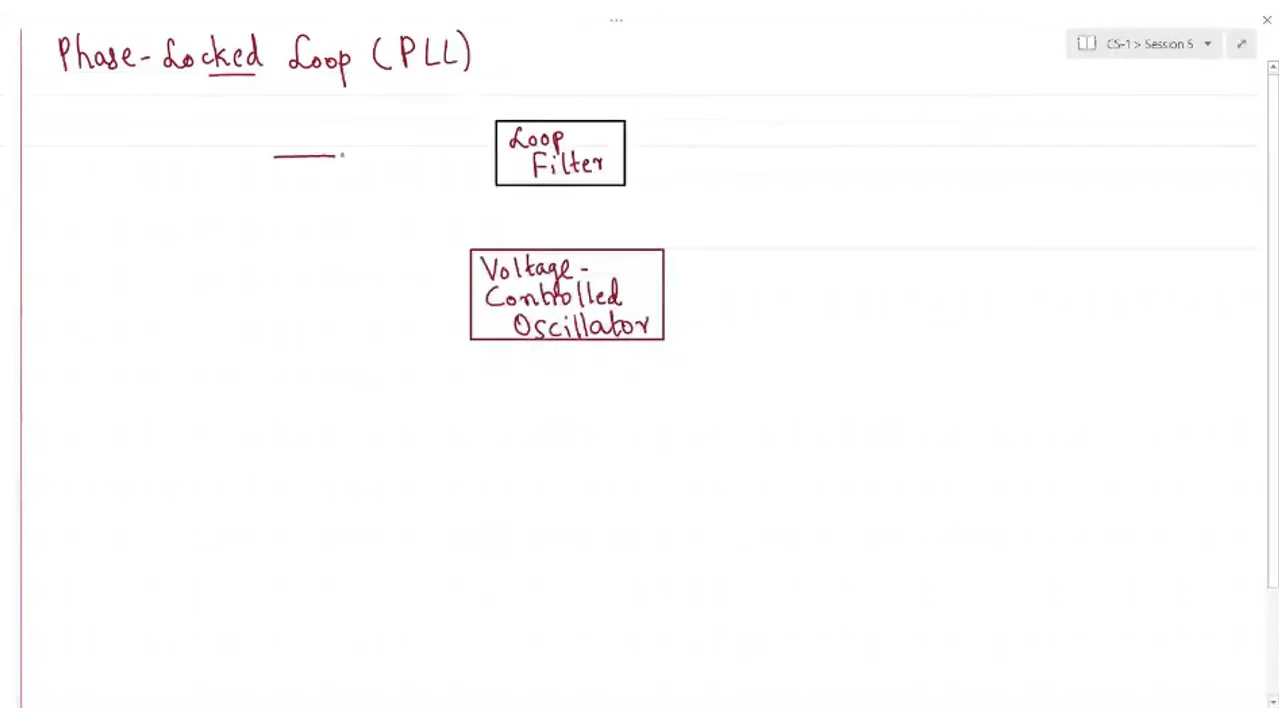 Phase-Locked Loop (PLL)
CS-1 > Session 5
Loop
Filter
Voltage-
Controlled
Oscillator